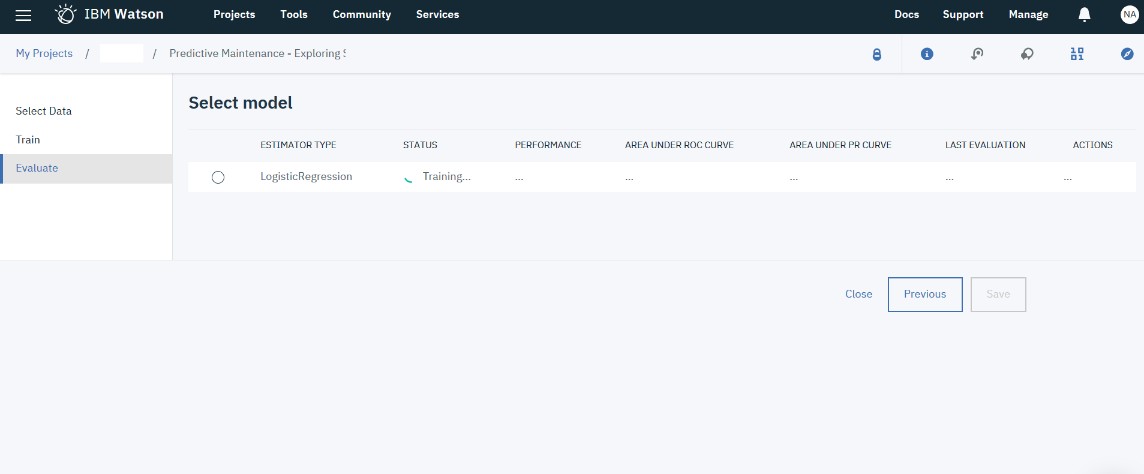 IBM Watson Projects Tools Community Services Docs Support Manage NA
My Projects / / Predictive Maintenance - Exploring
Select Data
Train
Evaluate
Select model
ESTIMATOR TYPE STATUS PERFORMANCE AREA UNDER ROC CURVE AREA UNDER PR CURVE LAST EVALUATION ACTIONS
LogisticRegression Training... ... ... ... ... ...
Close Previous Save